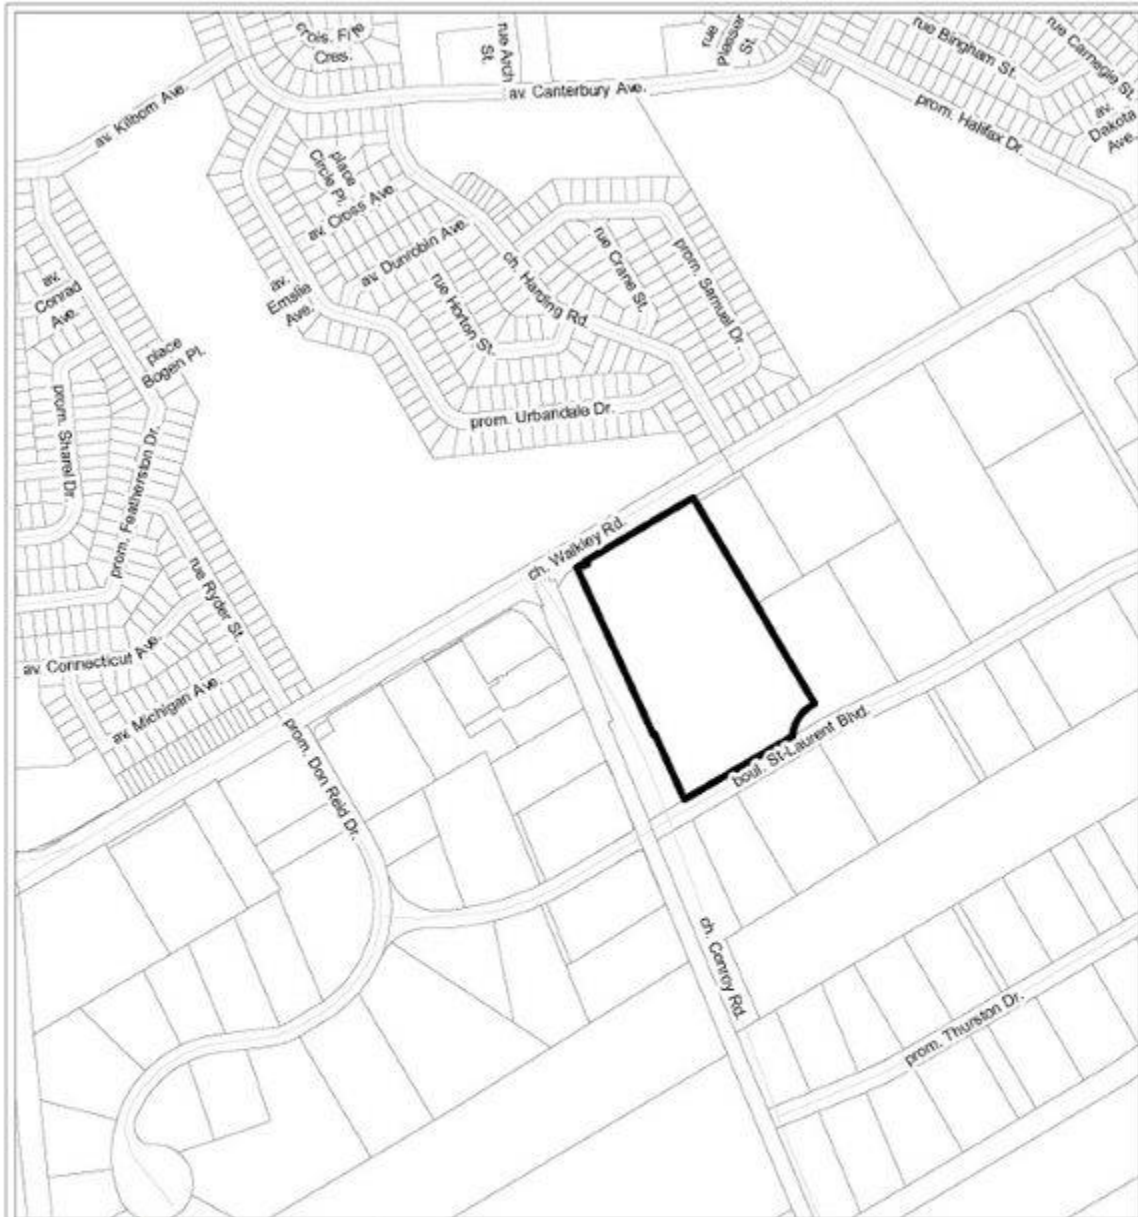 crois. Fife
Cres.
rue Arch
St.
rue
Plesser
St.
rue Bingham St.
rue Carnegie St.
av.
Dakota
Ave.
av. Kilborn Ave.
av. Canterbury Ave.
prom. Halifax Dr.
place
Circle Pl.
av. Cross Ave.
av. Dunrobin Ave.
av.
Emslie
Ave.
rue Horton St.
ch. Harding Rd.
rue Crane St.
prom. Samuel Dr.
av.
Conrad
Ave.
place
Bogen Pl.
prom. Sharel Dr.
prom. Featherston Dr.
prom. Urbandale Dr.
ch. Walkley Rd.
rue Ryder St.
av. Connecticut Ave.
av. Michigan Ave.
prom. Don Reid Dr.
boul. St-Laurent Blvd.
ch. Conroy Rd.
prom. Thurston Dr.